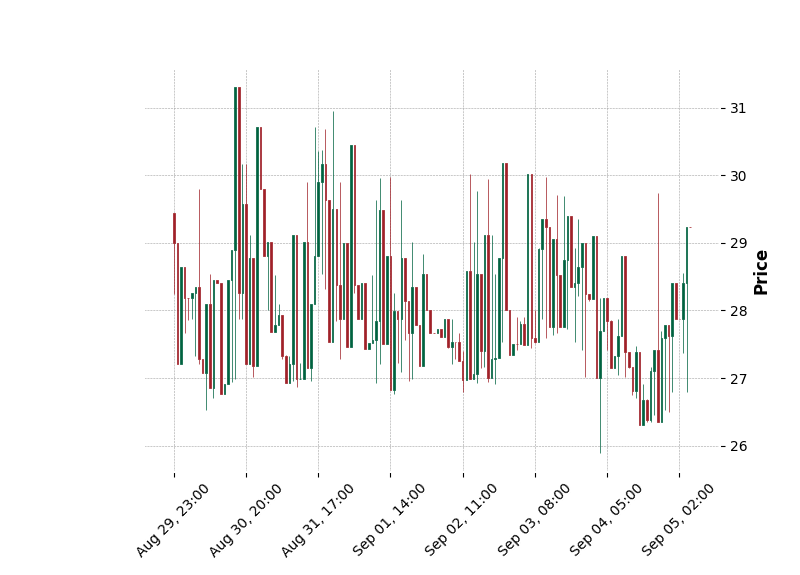 31
30
29
28
27
26
Price
Aug 29, 23:00
Aug 30, 20:00
Aug 31, 17:00
Sep 01, 14:00
Sep 02, 11:00
Sep 03, 08:00
Sep 04, 05:00
Sep 05, 02:00